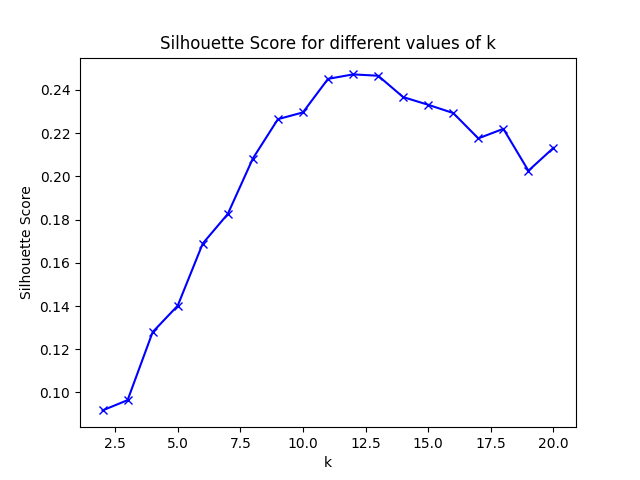 Silhouette Score for different values of k
Silhouette Score
0.24
0.22
0.20
0.18
0.16
0.14
0.12
0.10
2.5 5.0 7.5 10.0 12.5 15.0 17.5 20.0
k